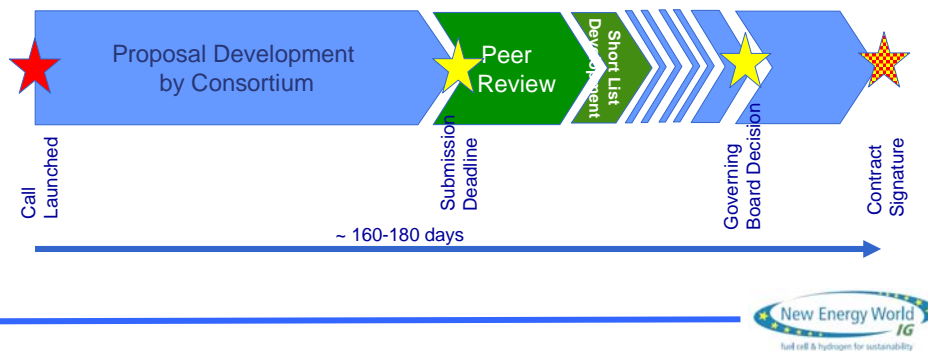 Proposal Development
by Consortium
Peer
Review
Short List
Development
Call
Launched
Submission
Deadline
Governing
Board Decision
Contract
Signature
~ 160-180 days
New Energy World
IG
fuel cell & hydrogen for sustainability